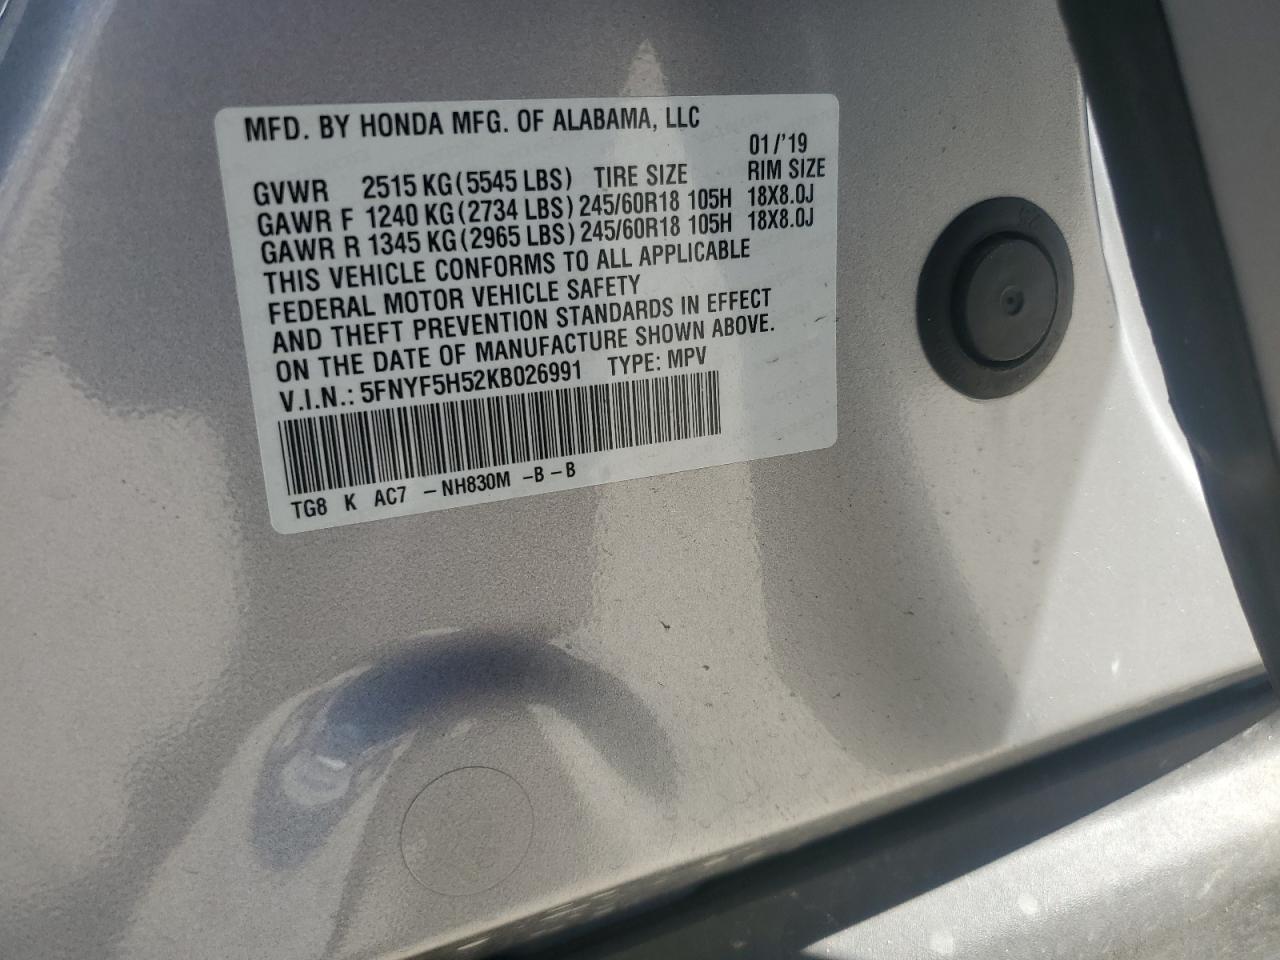 MFD. BY HONDA MFG. OF ALABAMA, LLC
01/'19
GVWR 2515 KG (5545 LBS) TIRE SIZE RIM SIZE
GAWR F 1240 KG (2734 LBS) 245/60R18 105H 18X8.0J
GAWR R 1345 KG (2965 LBS) 245/60R18 105H 18X8.0J
THIS VEHICLE CONFORMS TO ALL APPLICABLE
FEDERAL MOTOR VEHICLE SAFETY
AND THEFT PREVENTION STANDARDS IN EFFECT
ON THE DATE OF MANUFACTURE SHOWN ABOVE.
V.I.N.: 5FNYF5H52KB026991 TYPE: MPV
TG8 K AC7 -NH830M -B-B